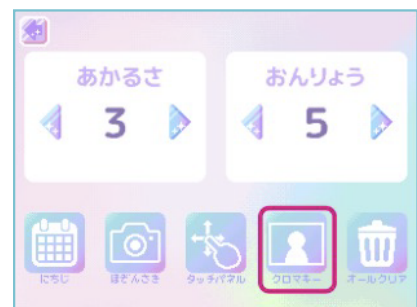 あかるさ
3
おんりょう
5
にちじ
ほぞんさき
タッチパネル
クロマキー
オールクリア